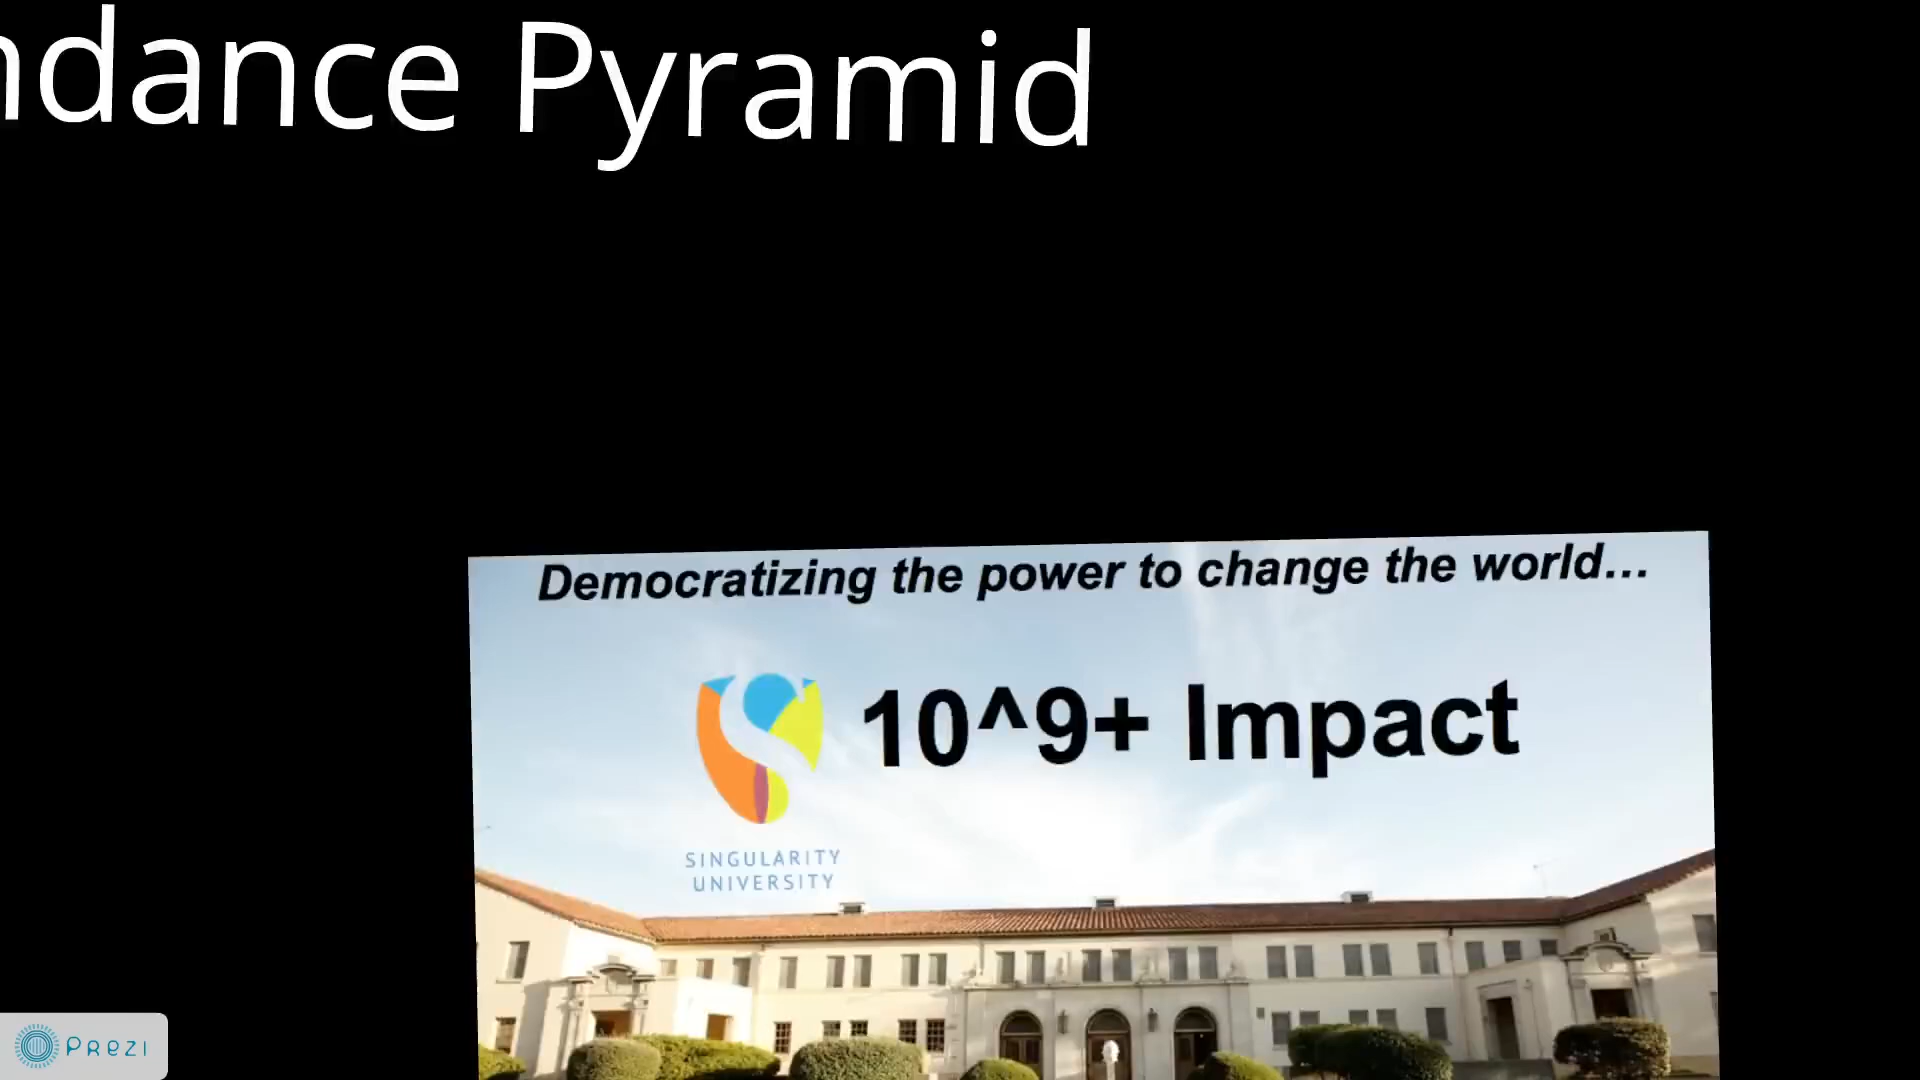 ndance Pyramid
Democratizing the power to change the world...
10^9+ Impact
SINGULARITY
UNIVERSITY
Prezi